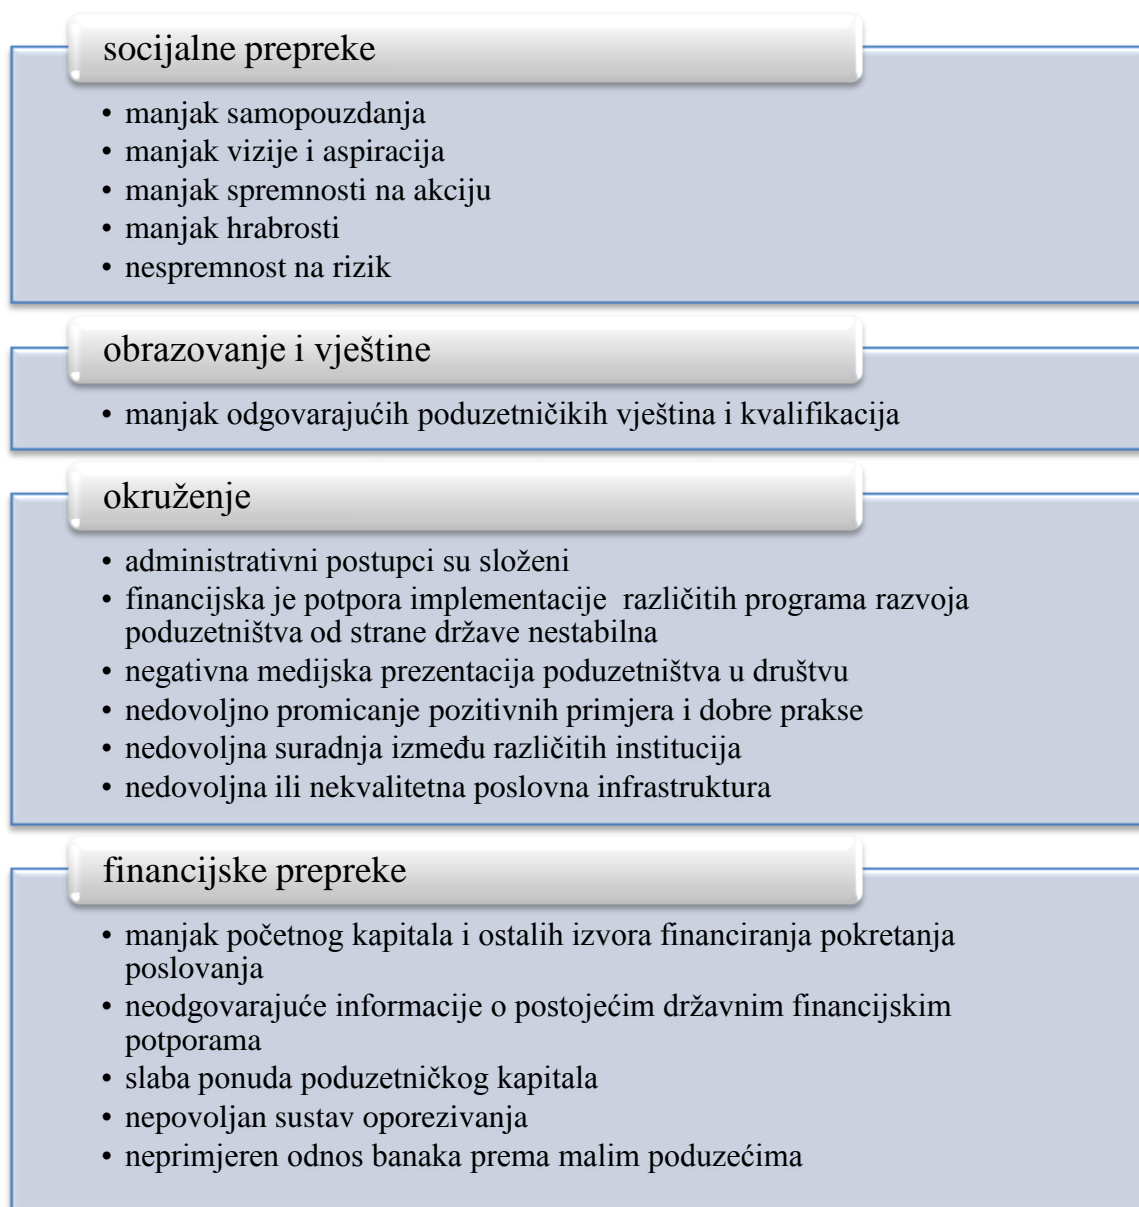 socijalne prepreke
• manjak samopouzdanja
• manjak vizije i aspiracija
• manjak spremnosti na akciju
• manjak hrabrosti
• nespremnost na rizik
obrazovanje i vještine
• manjak odgovarajućih poduzetničikih vještina i kvalifikacija
okruženje
• administrativni postupci su složeni
• financijska je potpora implementacije  različitih programa razvoja
poduzetništva od strane države nestabilna
• negativna medijska prezentacija poduzetništva u društvu
• nedovoljno promicanje pozitivnih primjera i dobre prakse
• nedovoljna suradnja između različitih institucija
• nedovoljna ili nekvalitetna poslovna infrastruktura
financijske prepreke
• manjak početnog kapitala i ostalih izvora financiranja pokretanja
poslovanja
• neodgovarajuće informacije o postojećim državnim financijskim
potporama
• slaba ponuda poduzetničkog kapitala
• nepovoljan sustav oporezivanja
• neprimjeren odnos banaka prema malim poduzećima